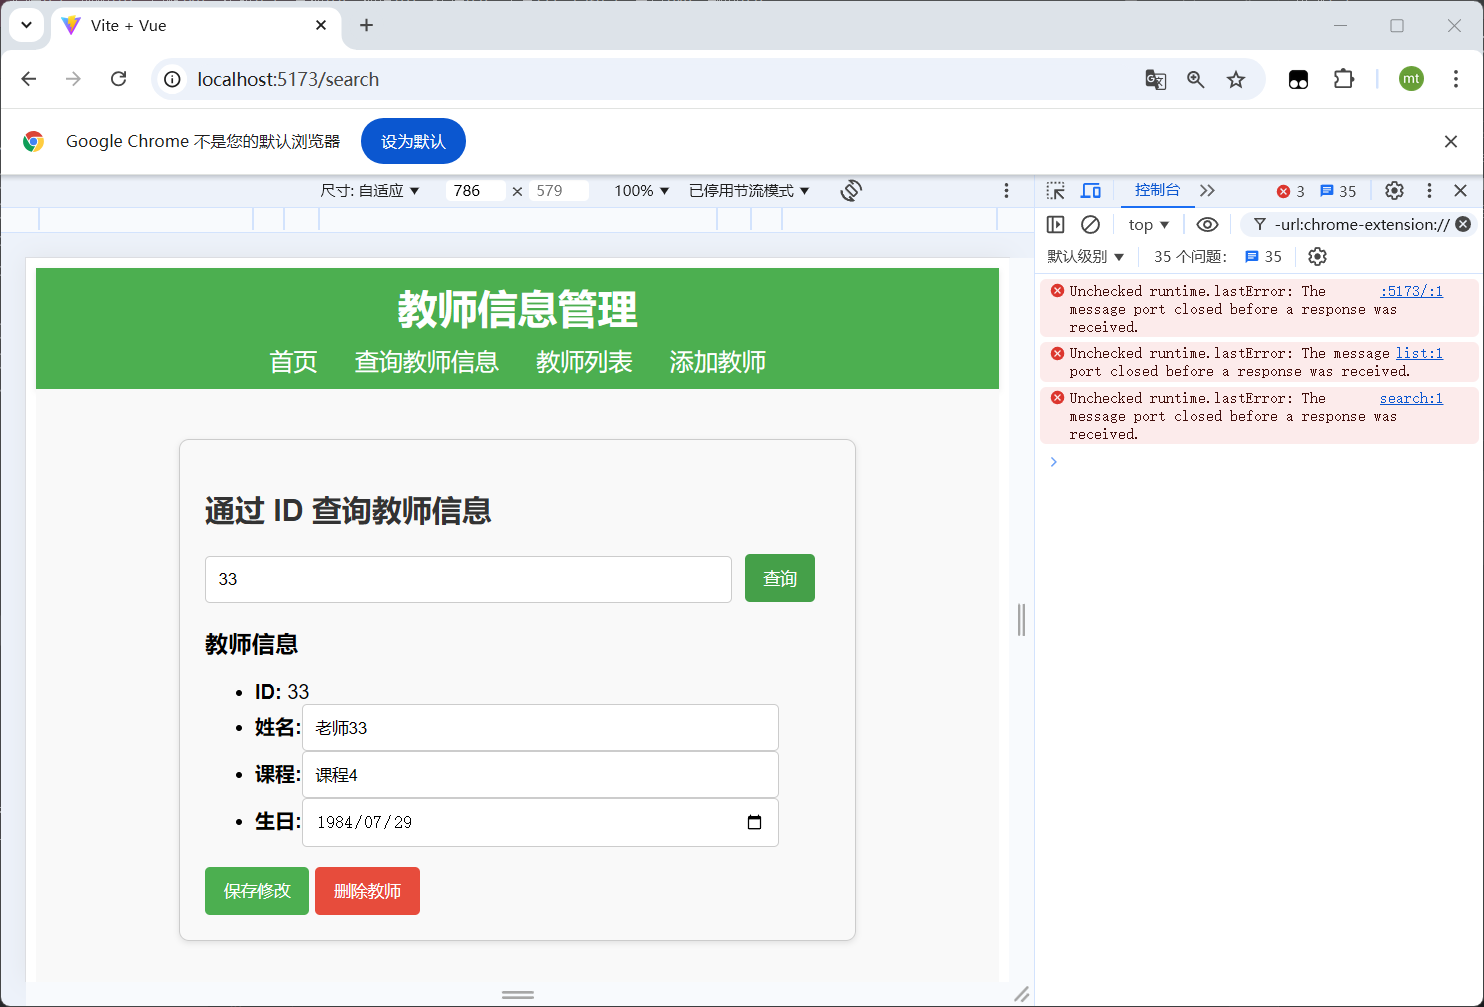 Vite + Vue
localhost:5173/search
mt
Google Chrome 不是您的默认浏览器
设为默认
尺寸: 自适应 ▼ 786 × 579 100% ▼ 已停用节流模式 ▼
控制台 3 35
top ▼ -url:chrome-extension://
默认级别 ▼ 35 个问题: 35
教师信息管理
首页 查询教师信息 教师列表 添加教师
通过 ID 查询教师信息
33 查询
教师信息
• ID: 33
• 姓名: 老师33
• 课程: 课程4
• 生日: 1984/07/29
保存修改 删除教师
Unchecked runtime.lastError: The :5173/:1
message port closed before a response was
received.
Unchecked runtime.lastError: The message list:1
port closed before a response was received.
Unchecked runtime.lastError: The search:1
message port closed before a response was
received.